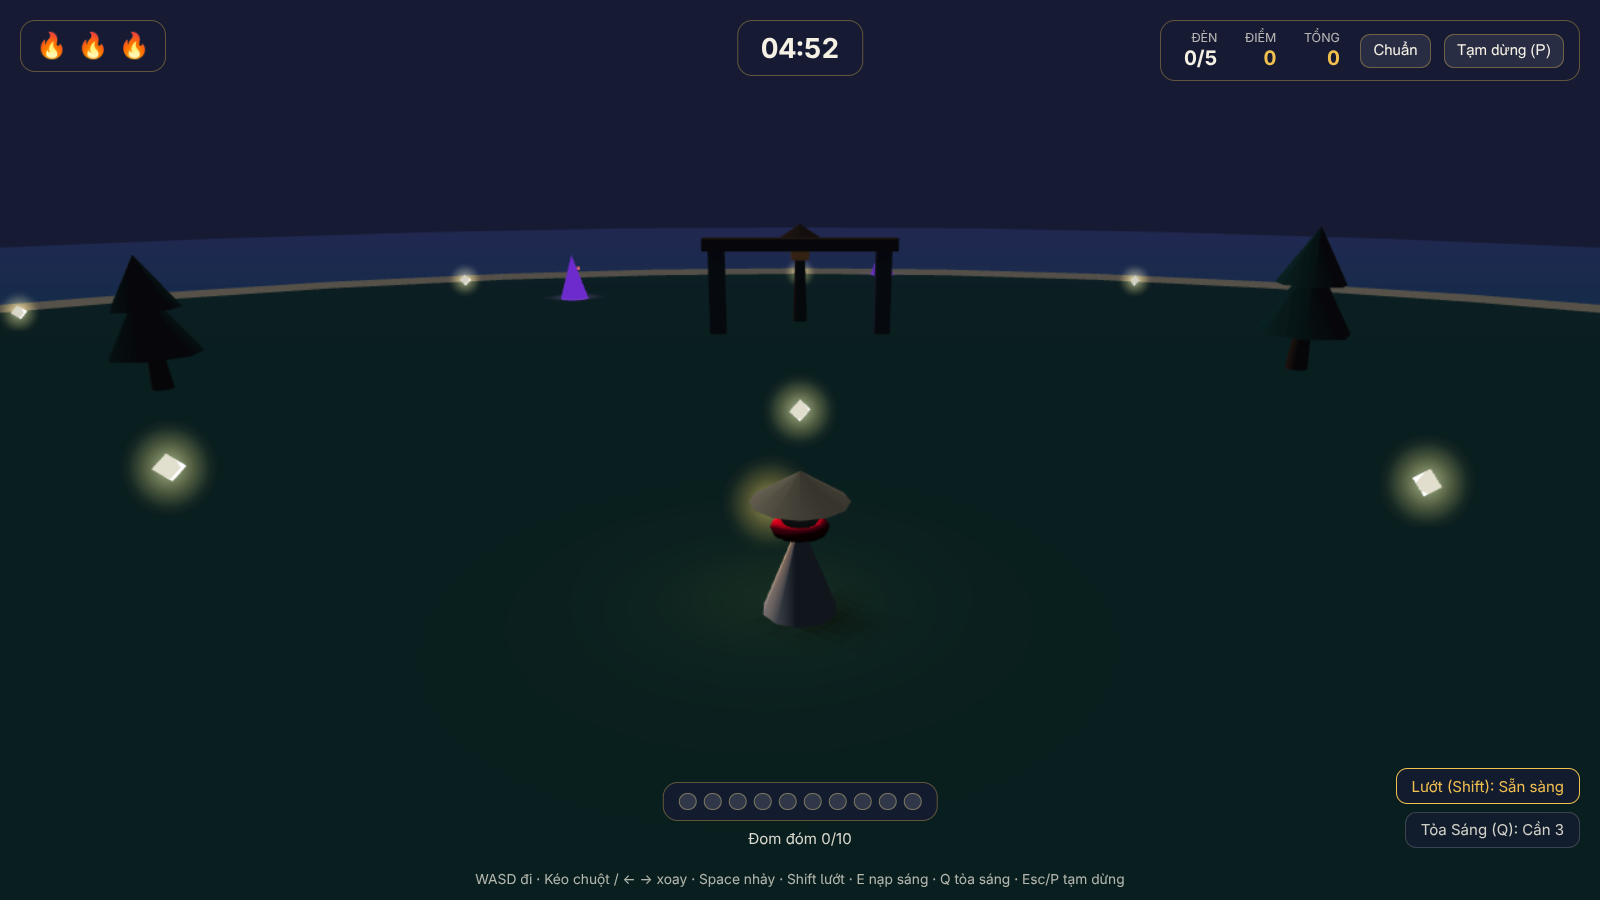 04:52
ĐÈN ĐIỂM TỔNG
0/5 0 0
Chuẩn
Tạm dừng (P)
Lướt (Shift): Sẵn sàng
Tỏa Sáng (Q): Cần 3
Đom đóm 0/10
WASD đi · Kéo chuột / ← → xoay · Space nhảy · Shift lướt · E nạp sáng · Q tỏa sáng · Esc/P tạm dừng